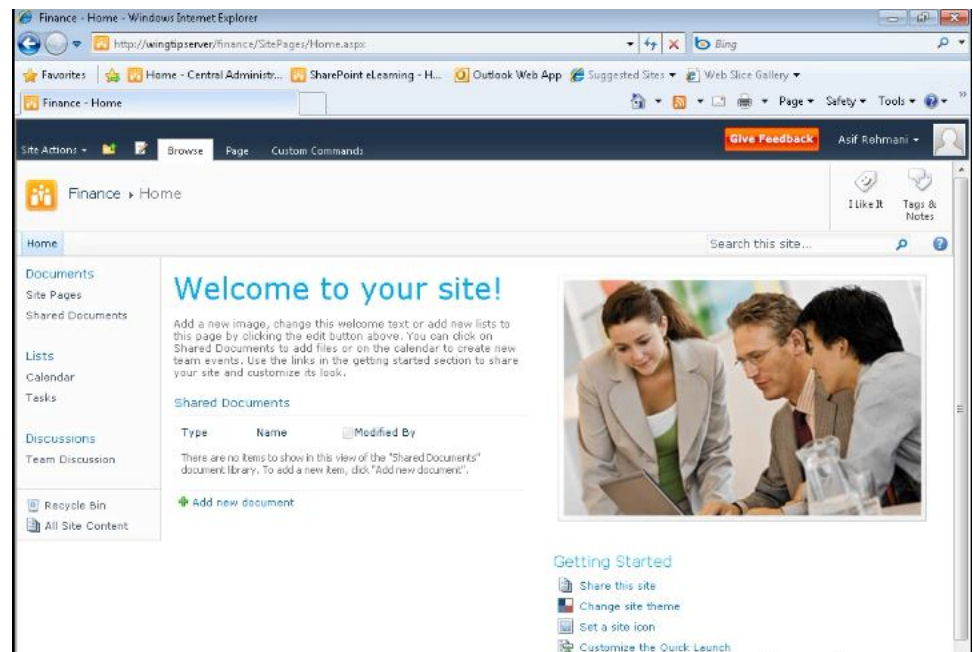 Finance - Home - Windows Internet Explorer
http://wingtipserver/finance/SitePages/Home.aspx
Bing
Favorites
Home - Central Administr...
SharePoint eLearning - H...
Outlook Web App
Suggested Sites
Web Slice Gallery
Finance - Home
Page
Safety
Tools
Site Actions
Browse
Page
Custom Commands
Give Feedback
Asif Rehmani
Finance ▸ Home
I Like It
Tags &
Notes
Home
Search this site...
Documents
Site Pages
Shared Documents
Lists
Calendar
Tasks
Discussions
Team Discussion
Recycle Bin
All Site Content
Welcome to your site!
Add a new image, change this welcome text or add new lists to
this page by clicking the edit button above. You can click on
Shared Documents to add files or on the calendar to create new
team events. Use the links in the getting started section to share
your site and customize its look.
Shared Documents
Type Name Modified By
There are no items to show in this view of the "Shared Documents"
document library. To add a new item, click "Add new document".
Add new document
Getting Started
Share this site
Change site theme
Set a site icon
Customize the Quick Launch